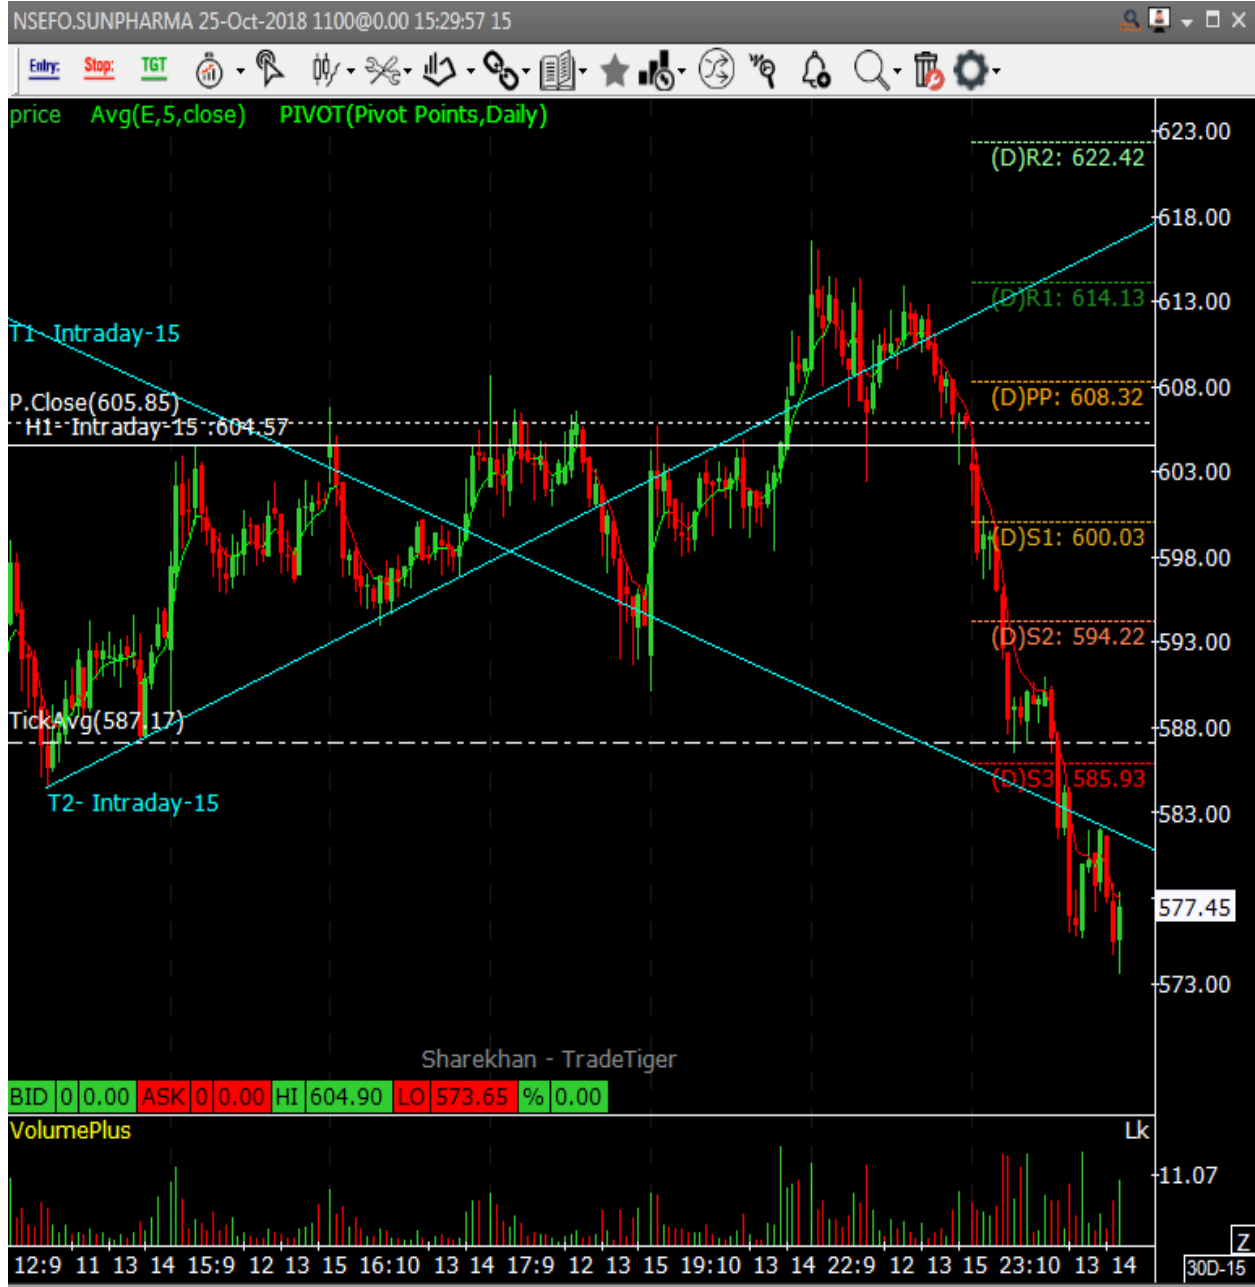 NSEFO.SUNPHARMA 25-Oct-2018 1100@0.00 15:29:57 15
Entry: Stop: TGT
price Avg(E,5,close) PIVOT(Pivot Points,Daily)
623.00
(D)R2: 622.42
618.00
(D)R1: 614.13
613.00
T1- Intraday-15
608.00
P.Close(605.85)
(D)PP: 608.32
H1- Intraday-15 :604.57
603.00
(D)S1: 600.03
598.00
(D)S2: 594.22
593.00
TickAvg(587.17)
588.00
(D)S3: 585.93
T2- Intraday-15
583.00
577.45
573.00
Sharekhan - TradeTiger
BID 0 0.00 ASK 0 0.00 HI 604.90 LO 573.65 % 0.00
VolumePlus Lk
11.07
Z
12:9 11 13 14 15:9 12 13 15 16:10 13 14 17:9 12 13 15 19:10 13 14 22:9 12 13 15 23:10 13 14 30D-15